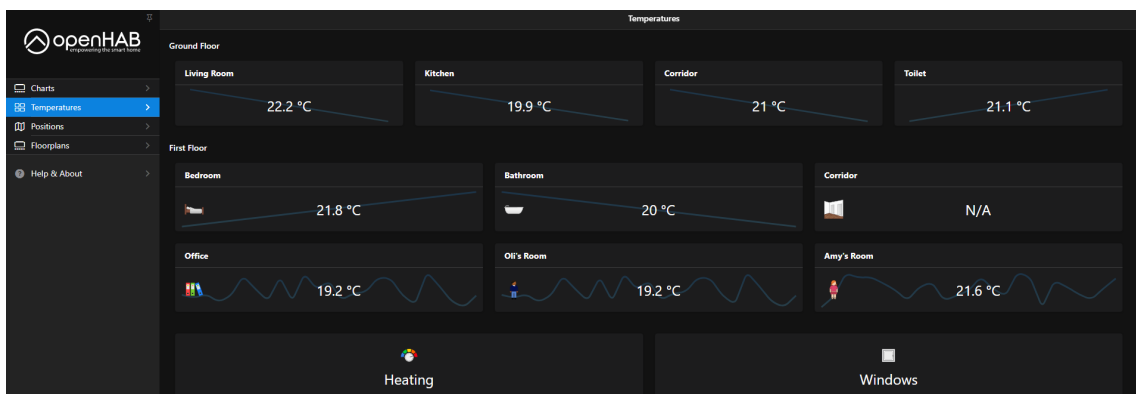 openHAB
empowering the smart home
Charts
Temperatures
Positions
Floorplans
Help & About
Temperatures
Ground Floor
Living Room
22.2 °C
Kitchen
19.9 °C
Corridor
21 °C
Toilet
21.1 °C
First Floor
Bedroom
21.8 °C
Bathroom
20 °C
Corridor
N/A
Office
19.2 °C
Oli's Room
19.2 °C
Amy's Room
21.6 °C
Heating
Windows